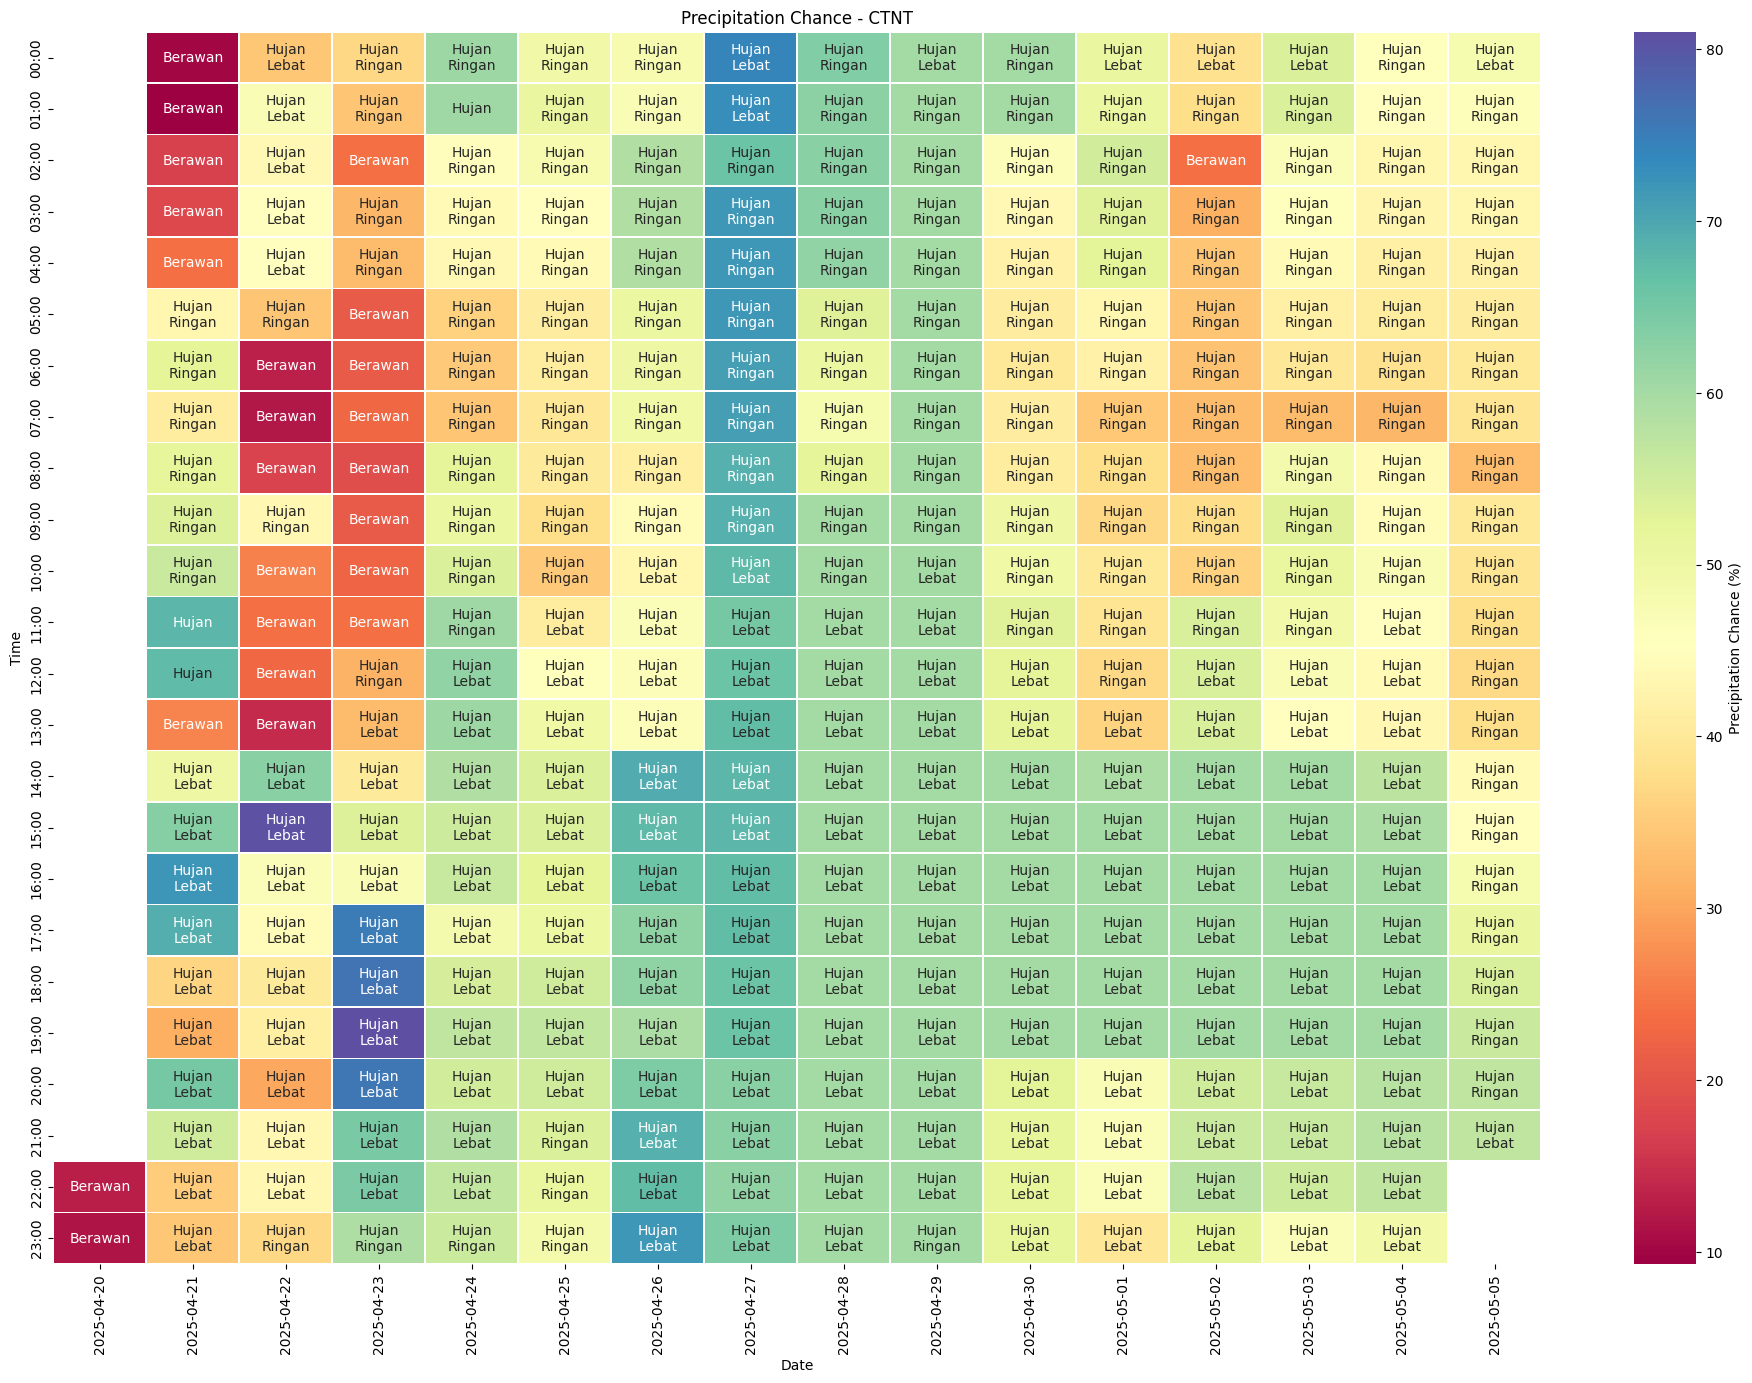 Precipitation Chance - CTNT
00:00 Berawan Hujan Lebat Hujan Ringan Hujan Ringan Hujan Ringan Hujan Ringan Hujan Lebat Hujan Ringan Hujan Lebat Hujan Ringan Hujan Lebat Hujan Lebat Hujan Lebat Hujan Ringan Hujan Lebat
01:00 Berawan Hujan Lebat Hujan Ringan Hujan Hujan Ringan Hujan Ringan Hujan Lebat Hujan Ringan Hujan Ringan Hujan Ringan Hujan Ringan Hujan Ringan Hujan Ringan Hujan Ringan Hujan Ringan
02:00 Berawan Hujan Lebat Berawan Hujan Ringan Hujan Ringan Hujan Ringan Hujan Ringan Hujan Ringan Hujan Ringan Hujan Ringan Hujan Ringan Berawan Hujan Ringan Hujan Ringan Hujan Ringan
03:00 Berawan Hujan Lebat Hujan Ringan Hujan Ringan Hujan Ringan Hujan Ringan Hujan Ringan Hujan Ringan Hujan Ringan Hujan Ringan Hujan Ringan Hujan Ringan Hujan Ringan Hujan Ringan Hujan Ringan
04:00 Berawan Hujan Lebat Hujan Ringan Hujan Ringan Hujan Ringan Hujan Ringan Hujan Ringan Hujan Ringan Hujan Ringan Hujan Ringan Hujan Ringan Hujan Ringan Hujan Ringan Hujan Ringan Hujan Ringan
05:00 Hujan Ringan Hujan Ringan Berawan Hujan Ringan Hujan Ringan Hujan Ringan Hujan Ringan Hujan Ringan Hujan Ringan Hujan Ringan Hujan Ringan Hujan Ringan Hujan Ringan Hujan Ringan Hujan Ringan
06:00 Hujan Ringan Berawan Berawan Hujan Ringan Hujan Ringan Hujan Ringan Hujan Ringan Hujan Ringan Hujan Ringan Hujan Ringan Hujan Ringan Hujan Ringan Hujan Ringan Hujan Ringan Hujan Ringan
07:00 Hujan Ringan Berawan Berawan Hujan Ringan Hujan Ringan Hujan Ringan Hujan Ringan Hujan Ringan Hujan Ringan Hujan Ringan Hujan Ringan Hujan Ringan Hujan Ringan Hujan Ringan Hujan Ringan
08:00 Hujan Ringan Berawan Berawan Hujan Ringan Hujan Ringan Hujan Ringan Hujan Ringan Hujan Ringan Hujan Ringan Hujan Ringan Hujan Ringan Hujan Ringan Hujan Ringan Hujan Ringan Hujan Ringan
09:00 Hujan Ringan Hujan Ringan Berawan Hujan Ringan Hujan Ringan Hujan Ringan Hujan Ringan Hujan Ringan Hujan Ringan Hujan Ringan Hujan Ringan Hujan Ringan Hujan Ringan Hujan Ringan Hujan Ringan
10:00 Hujan Ringan Berawan Berawan Hujan Ringan Hujan Ringan Hujan Lebat Hujan Lebat Hujan Ringan Hujan Lebat Hujan Ringan Hujan Ringan Hujan Ringan Hujan Ringan Hujan Ringan Hujan Ringan
11:00 Hujan Berawan Berawan Hujan Ringan Hujan Lebat Hujan Lebat Hujan Lebat Hujan Lebat Hujan Lebat Hujan Ringan Hujan Ringan Hujan Ringan Hujan Ringan Hujan Lebat Hujan Ringan
12:00 Hujan Berawan Hujan Ringan Hujan Lebat Hujan Lebat Hujan Lebat Hujan Lebat Hujan Lebat Hujan Lebat Hujan Lebat Hujan Ringan Hujan Lebat Hujan Lebat Hujan Lebat Hujan Ringan
13:00 Berawan Berawan Hujan Lebat Hujan Lebat Hujan Lebat Hujan Lebat Hujan Lebat Hujan Lebat Hujan Lebat Hujan Lebat Hujan Lebat Hujan Lebat Hujan Lebat Hujan Lebat Hujan Ringan
14:00 Hujan Lebat Hujan Lebat Hujan Lebat Hujan Lebat Hujan Lebat Hujan Lebat Hujan Lebat Hujan Lebat Hujan Lebat Hujan Lebat Hujan Lebat Hujan Lebat Hujan Lebat Hujan Lebat Hujan Ringan
15:00 Hujan Lebat Hujan Lebat Hujan Lebat Hujan Lebat Hujan Lebat Hujan Lebat Hujan Lebat Hujan Lebat Hujan Lebat Hujan Lebat Hujan Lebat Hujan Lebat Hujan Lebat Hujan Lebat Hujan Ringan
16:00 Hujan Lebat Hujan Lebat Hujan Lebat Hujan Lebat Hujan Lebat Hujan Lebat Hujan Lebat Hujan Lebat Hujan Lebat Hujan Lebat Hujan Lebat Hujan Lebat Hujan Lebat Hujan Lebat Hujan Ringan
17:00 Hujan Lebat Hujan Lebat Hujan Lebat Hujan Lebat Hujan Lebat Hujan Lebat Hujan Lebat Hujan Lebat Hujan Lebat Hujan Lebat Hujan Lebat Hujan Lebat Hujan Lebat Hujan Lebat Hujan Ringan
18:00 Hujan Lebat Hujan Lebat Hujan Lebat Hujan Lebat Hujan Lebat Hujan Lebat Hujan Lebat Hujan Lebat Hujan Lebat Hujan Lebat Hujan Lebat Hujan Lebat Hujan Lebat Hujan Lebat Hujan Ringan
19:00 Hujan Lebat Hujan Lebat Hujan Lebat Hujan Lebat Hujan Lebat Hujan Lebat Hujan Lebat Hujan Lebat Hujan Lebat Hujan Lebat Hujan Lebat Hujan Lebat Hujan Lebat Hujan Lebat Hujan Ringan
20:00 Hujan Lebat Hujan Lebat Hujan Lebat Hujan Lebat Hujan Lebat Hujan Lebat Hujan Lebat Hujan Lebat Hujan Lebat Hujan Lebat Hujan Lebat Hujan Lebat Hujan Lebat Hujan Lebat Hujan Ringan
21:00 Hujan Lebat Hujan Lebat Hujan Lebat Hujan Lebat Hujan Ringan Hujan Lebat Hujan Lebat Hujan Lebat Hujan Lebat Hujan Lebat Hujan Lebat Hujan Lebat Hujan Lebat Hujan Lebat Hujan Lebat
22:00 Berawan Hujan Lebat Hujan Lebat Hujan Lebat Hujan Lebat Hujan Ringan Hujan Lebat Hujan Lebat Hujan Lebat Hujan Lebat Hujan Lebat Hujan Lebat Hujan Lebat Hujan Lebat Hujan Lebat
23:00 Berawan Hujan Lebat Hujan Ringan Hujan Ringan Hujan Ringan Hujan Ringan Hujan Lebat Hujan Lebat Hujan Lebat Hujan Ringan Hujan Lebat Hujan Lebat Hujan Lebat Hujan Lebat Hujan Lebat
Time
2025-04-20 2025-04-21 2025-04-22 2025-04-23 2025-04-24 2025-04-25 2025-04-26 2025-04-27 2025-04-28 2025-04-29 2025-04-30 2025-05-01 2025-05-02 2025-05-03 2025-05-04 2025-05-05
Date
80
70
60
50
40
30
20
10
Precipitation Chance (%)